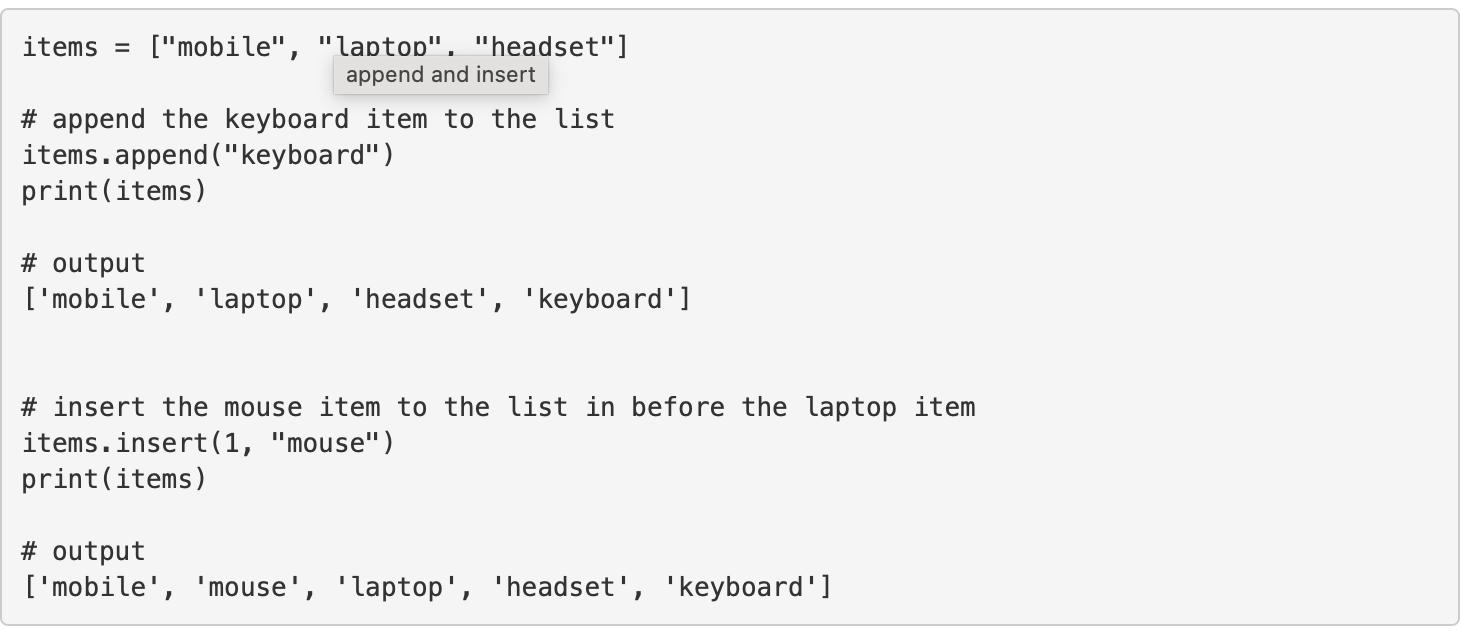 items = ["mobile", "laptop", "headset"]
append and insert
# append the keyboard item to the list
items.append("keyboard")
print(items)
# output
['mobile', 'laptop', 'headset', 'keyboard']
# insert the mouse item to the list in before the laptop item
items.insert(1, "mouse")
print(items)
# output
['mobile', 'mouse', 'laptop', 'headset', 'keyboard']